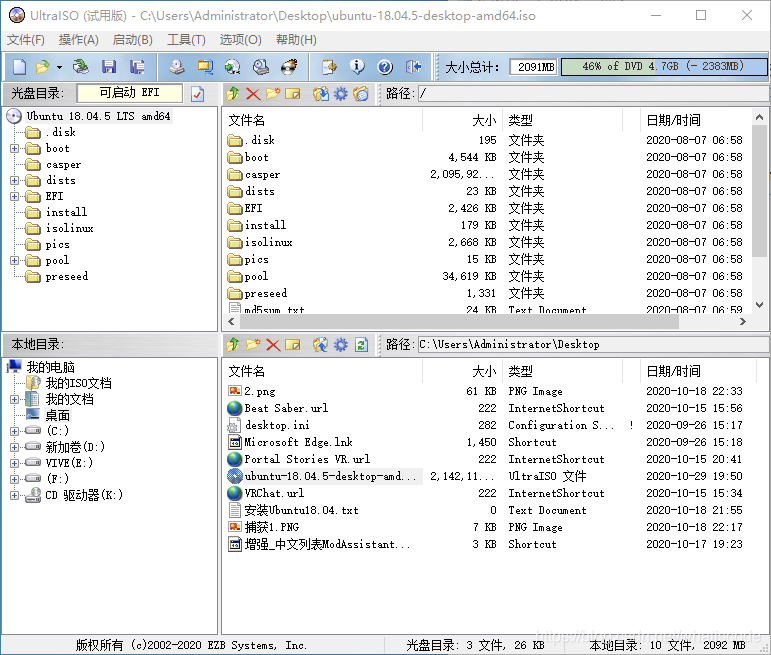 UltraISO (试用版) - C:\Users\Administrator\Desktop\ubuntu-18.04.5-desktop-amd64.iso
文件(F) 操作(A) 启动(B) 工具(T) 选项(O) 帮助(H)
大小总计: 2091MB 46% of DVD 4.7GB (- 2383MB)
光盘目录: 可启动 EFI 路径: /
Ubuntu 18.04.5 LTS amd64
.disk
boot
casper
dists
EFI
install
isolinux
pics
pool
preseed
文件名 大小 类型 日期/时间
.disk 195 文件夹 2020-08-07 06:58
boot 4,544 KB 文件夹 2020-08-07 06:58
casper 2,095,92... 文件夹 2020-08-07 06:58
dists 23 KB 文件夹 2020-08-07 06:58
EFI 2,426 KB 文件夹 2020-08-07 06:58
install 179 KB 文件夹 2020-08-07 06:58
isolinux 2,668 KB 文件夹 2020-08-07 06:58
pics 15 KB 文件夹 2020-08-07 06:58
pool 34,619 KB 文件夹 2020-08-07 06:58
preseed 1,331 文件夹 2020-08-07 06:58
md5sum.txt 24 KB Text Document 2020-08-07 06:59
本地目录: 路径: C:\Users\Administrator\Desktop
我的电脑
我的ISO文档
我的文档
桌面
(C:)
新加卷(D:)
VIVE(E:)
(F:)
CD 驱动器(K:)
文件名 大小 类型 日期/时间
2.png 61 KB PNG Image 2020-10-18 22:33
Beat Saber.url 222 InternetShortcut 2020-10-15 15:56
desktop.ini 282 Configuration S... ! 2020-09-26 15:17
Microsoft Edge.lnk 1,450 Shortcut 2020-09-26 15:18
Portal Stories VR.url 222 InternetShortcut 2020-10-15 20:41
ubuntu-18.04.5-desktop-amd... 2,142,11... UltraISO 文件 2020-10-29 19:50
VRChat.url 222 InternetShortcut 2020-10-15 15:34
安装Ubuntu18.04.txt 0 Text Document 2020-10-18 21:55
捕获1.PNG 7 KB PNG Image 2020-10-18 22:17
增强_中文列表ModAssistant... 3 KB Shortcut 2020-10-17 19:23
版权所有 (c)2002-2020 EZB Systems, Inc. 光盘目录: 3 文件, 26 KB 本地目录: 10 文件, 2092 MB